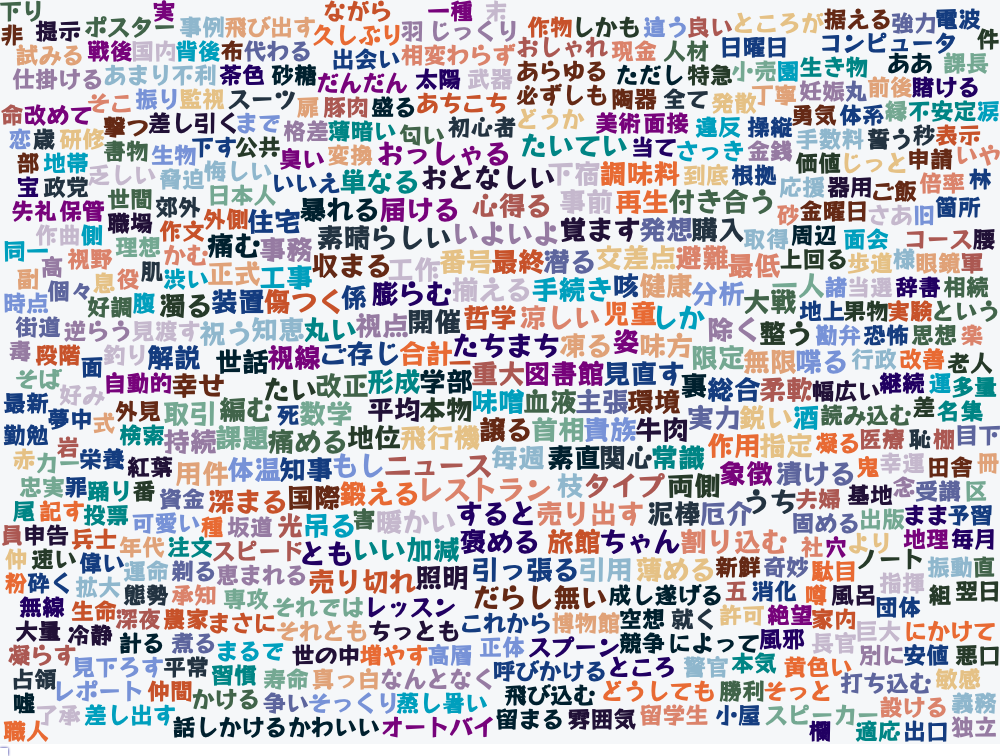 下り 実 ながら 一種 末
非 提示 ポスター 事例 飛び出す 久しぶり 羽 じっくり 作物 しかも 違う 良い ところが 据える 強力 電波
試みる 戦後 国内 背後 布 代わる 出会い 相変わらず おしゃれ 現金 人材 日曜日 コンピュータ 件
仕掛ける あまり 不利 茶色 砂糖 だんだん 太陽 武器 あらゆる ただし 特急 小売 園 生き物 ああ 課長
命 改めて そこ 振り 監視 スーツ 扉 豚肉 盛る あちこち 必ずしも 陶器 全て 発散 丁寧 妊娠 丸 前後 賭ける
恋 歳 研修 撃つ 差し引く まで 格差 薄暗い 匂い 初心者 どうか 美術 面接 違反 操縦 勇気 体系 縁 不安定 涙
部 地帯 書物 生物 下す 公共 臭い 変換 おっしゃる たいてい 当て さっき 金銭 手数料 誓う 秒 表示
宝 政党 乏しい 脅迫 悔しい いいえ 単なる おとなしい 下宿 調味料 到底 根拠 価値 じっと 申請 いや
失礼 保管 世間 郊外 日本人 暴れる 届ける 心得る 事前 再生 付き合う 応援 器用 ご飯 倍率 林
作曲 側 職場 作文 外側 住宅 素晴らしい いよいよ 覚ます 発想 購入 砂 金曜日 さあ 旧 箇所
同一 視野 理想 かむ 痛む 事務 収まる 工作 番号 最終 潜る 交差点 避難 最低 取得 周辺 面会 コース 腰
副 高 息 役 肌 渋い 正式 工事 膨らむ 揃える 手続き 咳 健康 分析 上回る 歩道 様 眼鏡 軍
時点 個々 好調 腹 濁る 装置 傷つく 係 視点 開催 哲学 涼しい 児童 しか 大戦 一人 諸 当選 辞書 相続
街道 逆らう 見渡す 祝う 知恵 丸い たちまち 凍る 姿 味方 除く 整う 地上 果物 実験 という
毒 段階 面 釣り 解説 世話 視線 ご存じ 合計 限定 無限 喋る 勘弁 恐怖 思想 楽
そば 好み 自動的 幸せ たい 改正 形成 学部 重大 図書館 見直す 裏 総合 柔軟 行政 改善 老人
最新 夢中 式 外見 取引 編む 死 数学 平均 本物 味噌 血液 主張 環境 幅広い 継続 運 多量
勤勉 岩 検索 持続 課題 痛める 地位 飛行機 譲る 首相 貴族 牛肉 実力 鋭い 酒 読み込む 差 名 集
赤 カー 栄養 紅葉 用件 体温 知事 もし ニュース 毎週 素直 関心 常識 作用 指定 凝る 医療 恥 棚 目下
忠実 罪 踊り 番 資金 深まる 国際 鍛える レストラン 枝 タイプ 両側 象徴 漬ける 鬼 幸運 田舎 冊
尾 記す 投票 可愛い 種 坂道 光 吊る 害 暖かい すると 売り出す 泥棒 厄介 うち 夫婦 基地 念 受講 区
員 申告 兵士 年代 注文 スピード ともいい 加減 褒める 旅館 ちゃん 割り込む 固める 出版 まま 予習
仲 速い 偉い 運命 剃る 恵まれる 売り切れ 照明 引っ張る 引用 薄める 新鮮 奇妙 社 穴 より 地理 毎月
粉 砕く 拡大 態勢 承知 専攻 それでは レッスン だらし無い 成し遂げる 五 消化 駄目 ノート 振動 直
無線 生命 深夜 農家 まさに それとも ちっとも これから 博物館 空想 就く 許可 絶望 噂 風呂 指揮 組 翌日
大量 冷静 計る 煮る まるで 世の中 増やす 高層 正体 スプーン 競争 によって 風邪 家内 団体
凝らす 見下ろす 平常 習慣 寿命 真っ白 なんとなく 呼びかける ところ 警官 本気 長官 巨大 にかけて
占領 レポート 仲間 かける 争い そっくり 蒸し暑い 飛び込む どうしても 勝利 そっと 黄色い 別に 安値 悪口
嘘 了承 差し出す 話しかける かわいい オートバイ 留まる 雰囲気 留学生 小屋 スピーカー 打ち込む 設ける 敏感 義務
職人 欄 適応 出口 独立